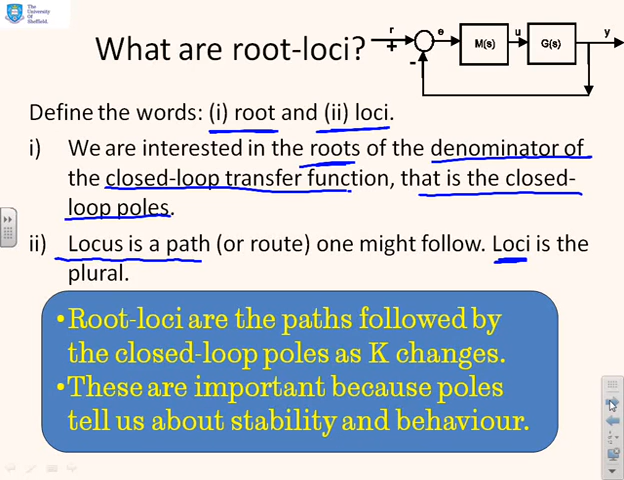 The
University
Of
Sheffield.
What are root-loci?
r
+
-
e
M(s)
u
G(s)
y
Define the words: (i) root and (ii) loci.
i) We are interested in the roots of the denominator of
the closed-loop transfer function, that is the closed-
loop poles.
ii) Locus is a path (or route) one might follow. Loci is the
plural.
•Root-loci are the paths followed by
the closed-loop poles as K changes.
•These are important because poles
tell us about stability and behaviour.